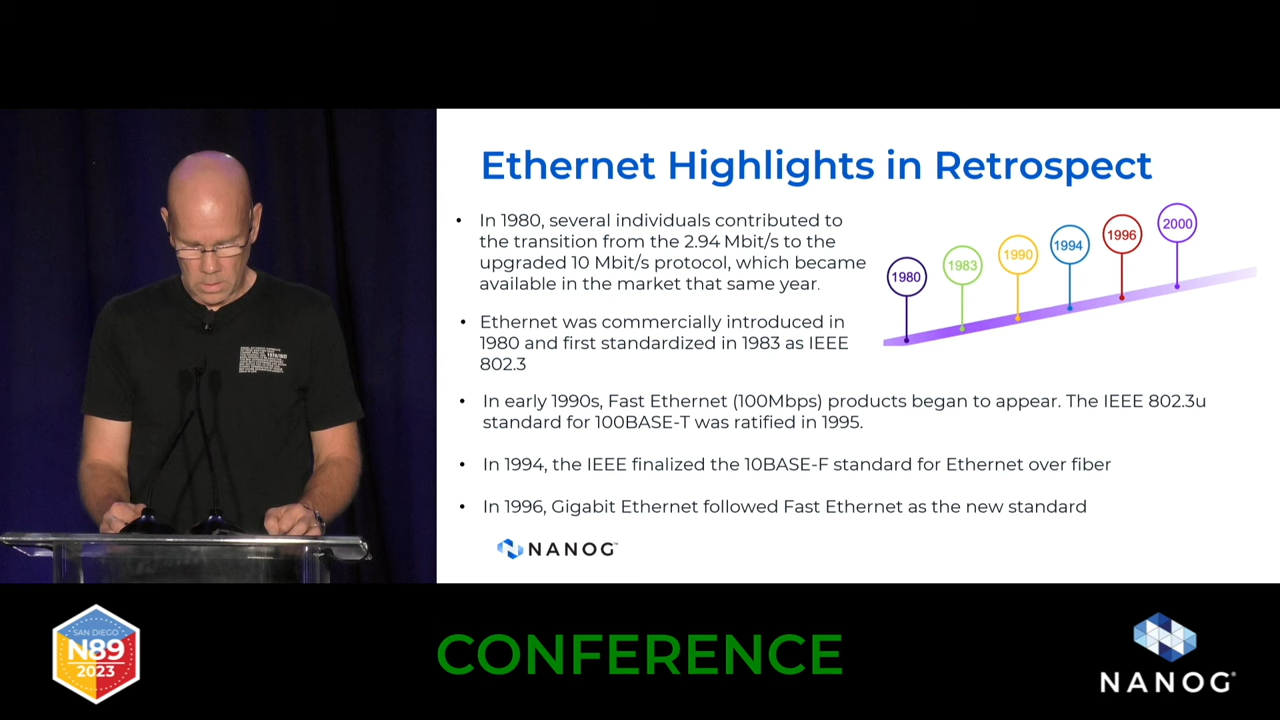 Ethernet Highlights in Retrospect
• In 1980, several individuals contributed to
the transition from the 2.94 Mbit/s to the
upgraded 10 Mbit/s protocol, which became
available in the market that same year.
1980
1983
1990
1994
1996
2000
• Ethernet was commercially introduced in
1980 and first standardized in 1983 as IEEE
802.3
• In early 1990s, Fast Ethernet (100Mbps) products began to appear. The IEEE 802.3u
standard for 100BASE-T was ratified in 1995.
• In 1994, the IEEE finalized the 10BASE-F standard for Ethernet over fiber
• In 1996, Gigabit Ethernet followed Fast Ethernet as the new standard
NANOG™
SAN DIEGO
N89
2023
CONFERENCE
NANOG®